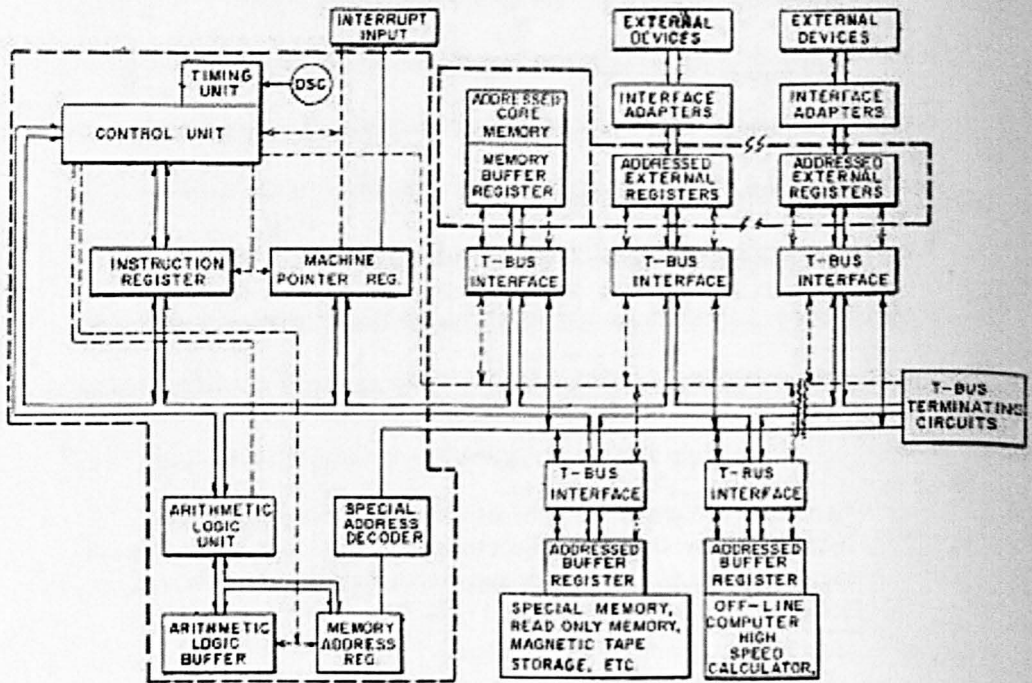 INTERRUPT
INPUT
EXTERNAL
DEVICES
EXTERNAL
DEVICES
TIMING
UNIT
OSC
CONTROL UNIT
ADDRESSED
CORE
MEMORY
MEMORY
BUFFER
REGISTER
INTERFACE
ADAPTERS
INTERFACE
ADAPTERS
ADDRESSED
EXTERNAL
REGISTERS
ADDRESSED
EXTERNAL
REGISTERS
INSTRUCTION
REGISTER
MACHINE
POINTER REG.
T-BUS
INTERFACE
T-BUS
INTERFACE
T-BUS
INTERFACE
T-BUS
TERMINATING
CIRCUITS
T-BUS
INTERFACE
T-BUS
INTERFACE
ARITHMETIC
LOGIC
UNIT
SPECIAL
ADDRESS
DECODER
ADDRESSED
BUFFER
REGISTER
ADDRESSED
BUFFER
REGISTER
ARITHMETIC
LOGIC
BUFFER
MEMORY
ADDRESS
REG.
SPECIAL MEMORY,
READ ONLY MEMORY,
MAGNETIC TAPE
STORAGE, ETC.
OFF-LINE
COMPUTER
HIGH
SPEED
CALCULATOR,